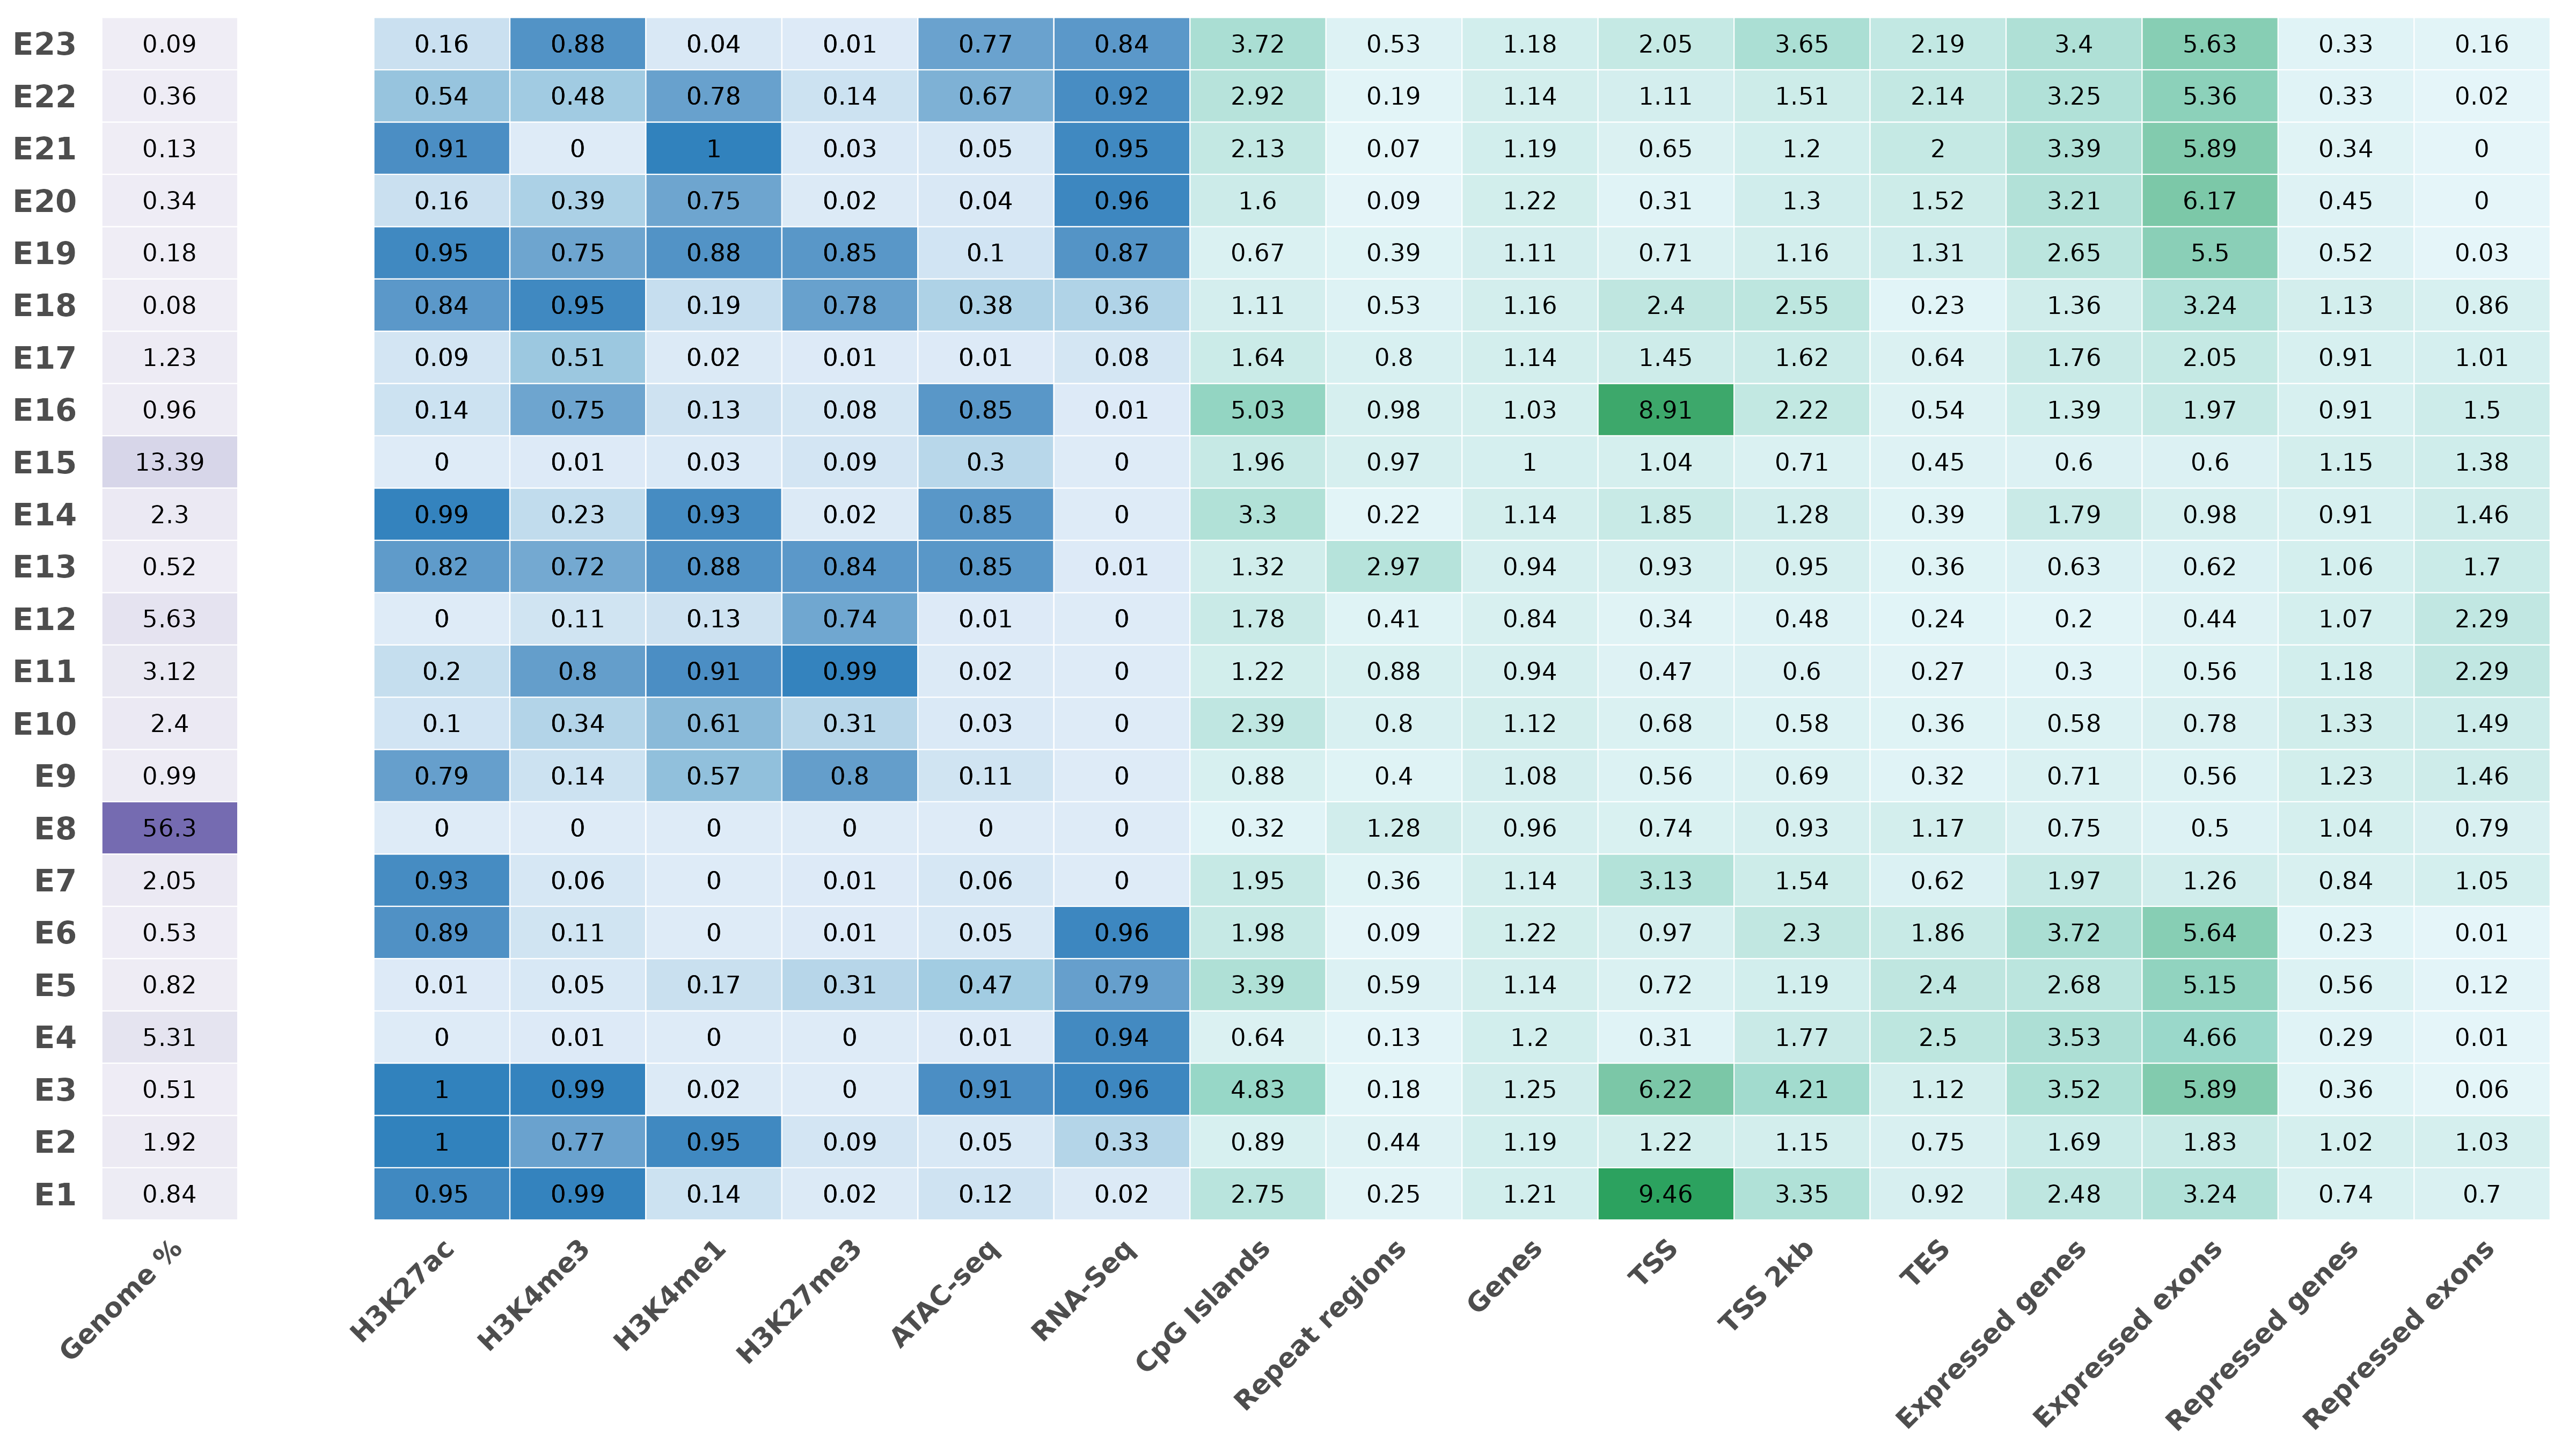 E23 0.09 0.16 0.88 0.04 0.01 0.77 0.84 3.72 0.53 1.18 2.05 3.65 2.19 3.4 5.63 0.33 0.16
E22 0.36 0.54 0.48 0.78 0.14 0.67 0.92 2.92 0.19 1.14 1.11 1.51 2.14 3.25 5.36 0.33 0.02
E21 0.13 0.91 0 1 0.03 0.05 0.95 2.13 0.07 1.19 0.65 1.2 2 3.39 5.89 0.34 0
E20 0.34 0.16 0.39 0.75 0.02 0.04 0.96 1.6 0.09 1.22 0.31 1.3 1.52 3.21 6.17 0.45 0
E19 0.18 0.95 0.75 0.88 0.85 0.1 0.87 0.67 0.39 1.11 0.71 1.16 1.31 2.65 5.5 0.52 0.03
E18 0.08 0.84 0.95 0.19 0.78 0.38 0.36 1.11 0.53 1.16 2.4 2.55 0.23 1.36 3.24 1.13 0.86
E17 1.23 0.09 0.51 0.02 0.01 0.01 0.08 1.64 0.8 1.14 1.45 1.62 0.64 1.76 2.05 0.91 1.01
E16 0.96 0.14 0.75 0.13 0.08 0.85 0.01 5.03 0.98 1.03 8.91 2.22 0.54 1.39 1.97 0.91 1.5
E15 13.39 0 0.01 0.03 0.09 0.3 0 1.96 0.97 1 1.04 0.71 0.45 0.6 0.6 1.15 1.38
E14 2.3 0.99 0.23 0.93 0.02 0.85 0 3.3 0.22 1.14 1.85 1.28 0.39 1.79 0.98 0.91 1.46
E13 0.52 0.82 0.72 0.88 0.84 0.85 0.01 1.32 2.97 0.94 0.93 0.95 0.36 0.63 0.62 1.06 1.7
E12 5.63 0 0.11 0.13 0.74 0.01 0 1.78 0.41 0.84 0.34 0.48 0.24 0.2 0.44 1.07 2.29
E11 3.12 0.2 0.8 0.91 0.99 0.02 0 1.22 0.88 0.94 0.47 0.6 0.27 0.3 0.56 1.18 2.29
E10 2.4 0.1 0.34 0.61 0.31 0.03 0 2.39 0.8 1.12 0.68 0.58 0.36 0.58 0.78 1.33 1.49
E9 0.99 0.79 0.14 0.57 0.8 0.11 0 0.88 0.4 1.08 0.56 0.69 0.32 0.71 0.56 1.23 1.46
E8 56.3 0 0 0 0 0 0 0.32 1.28 0.96 0.74 0.93 1.17 0.75 0.5 1.04 0.79
E7 2.05 0.93 0.06 0 0.01 0.06 0 1.95 0.36 1.14 3.13 1.54 0.62 1.97 1.26 0.84 1.05
E6 0.53 0.89 0.11 0 0.01 0.05 0.96 1.98 0.09 1.22 0.97 2.3 1.86 3.72 5.64 0.23 0.01
E5 0.82 0.01 0.05 0.17 0.31 0.47 0.79 3.39 0.59 1.14 0.72 1.19 2.4 2.68 5.15 0.56 0.12
E4 5.31 0 0.01 0 0 0.01 0.94 0.64 0.13 1.2 0.31 1.77 2.5 3.53 4.66 0.29 0.01
E3 0.51 1 0.99 0.02 0 0.91 0.96 4.83 0.18 1.25 6.22 4.21 1.12 3.52 5.89 0.36 0.06
E2 1.92 1 0.77 0.95 0.09 0.05 0.33 0.89 0.44 1.19 1.22 1.15 0.75 1.69 1.83 1.02 1.03
E1 0.84 0.95 0.99 0.14 0.02 0.12 0.02 2.75 0.25 1.21 9.46 3.35 0.92 2.48 3.24 0.74 0.7
Genome %
H3K27ac
H3K4me3
H3K4me1
H3K27me3
ATAC-seq
RNA-Seq
CpG Islands
Repeat regions
Genes
TSS
TSS 2kb
TES
Expressed genes
Expressed exons
Repressed genes
Repressed exons